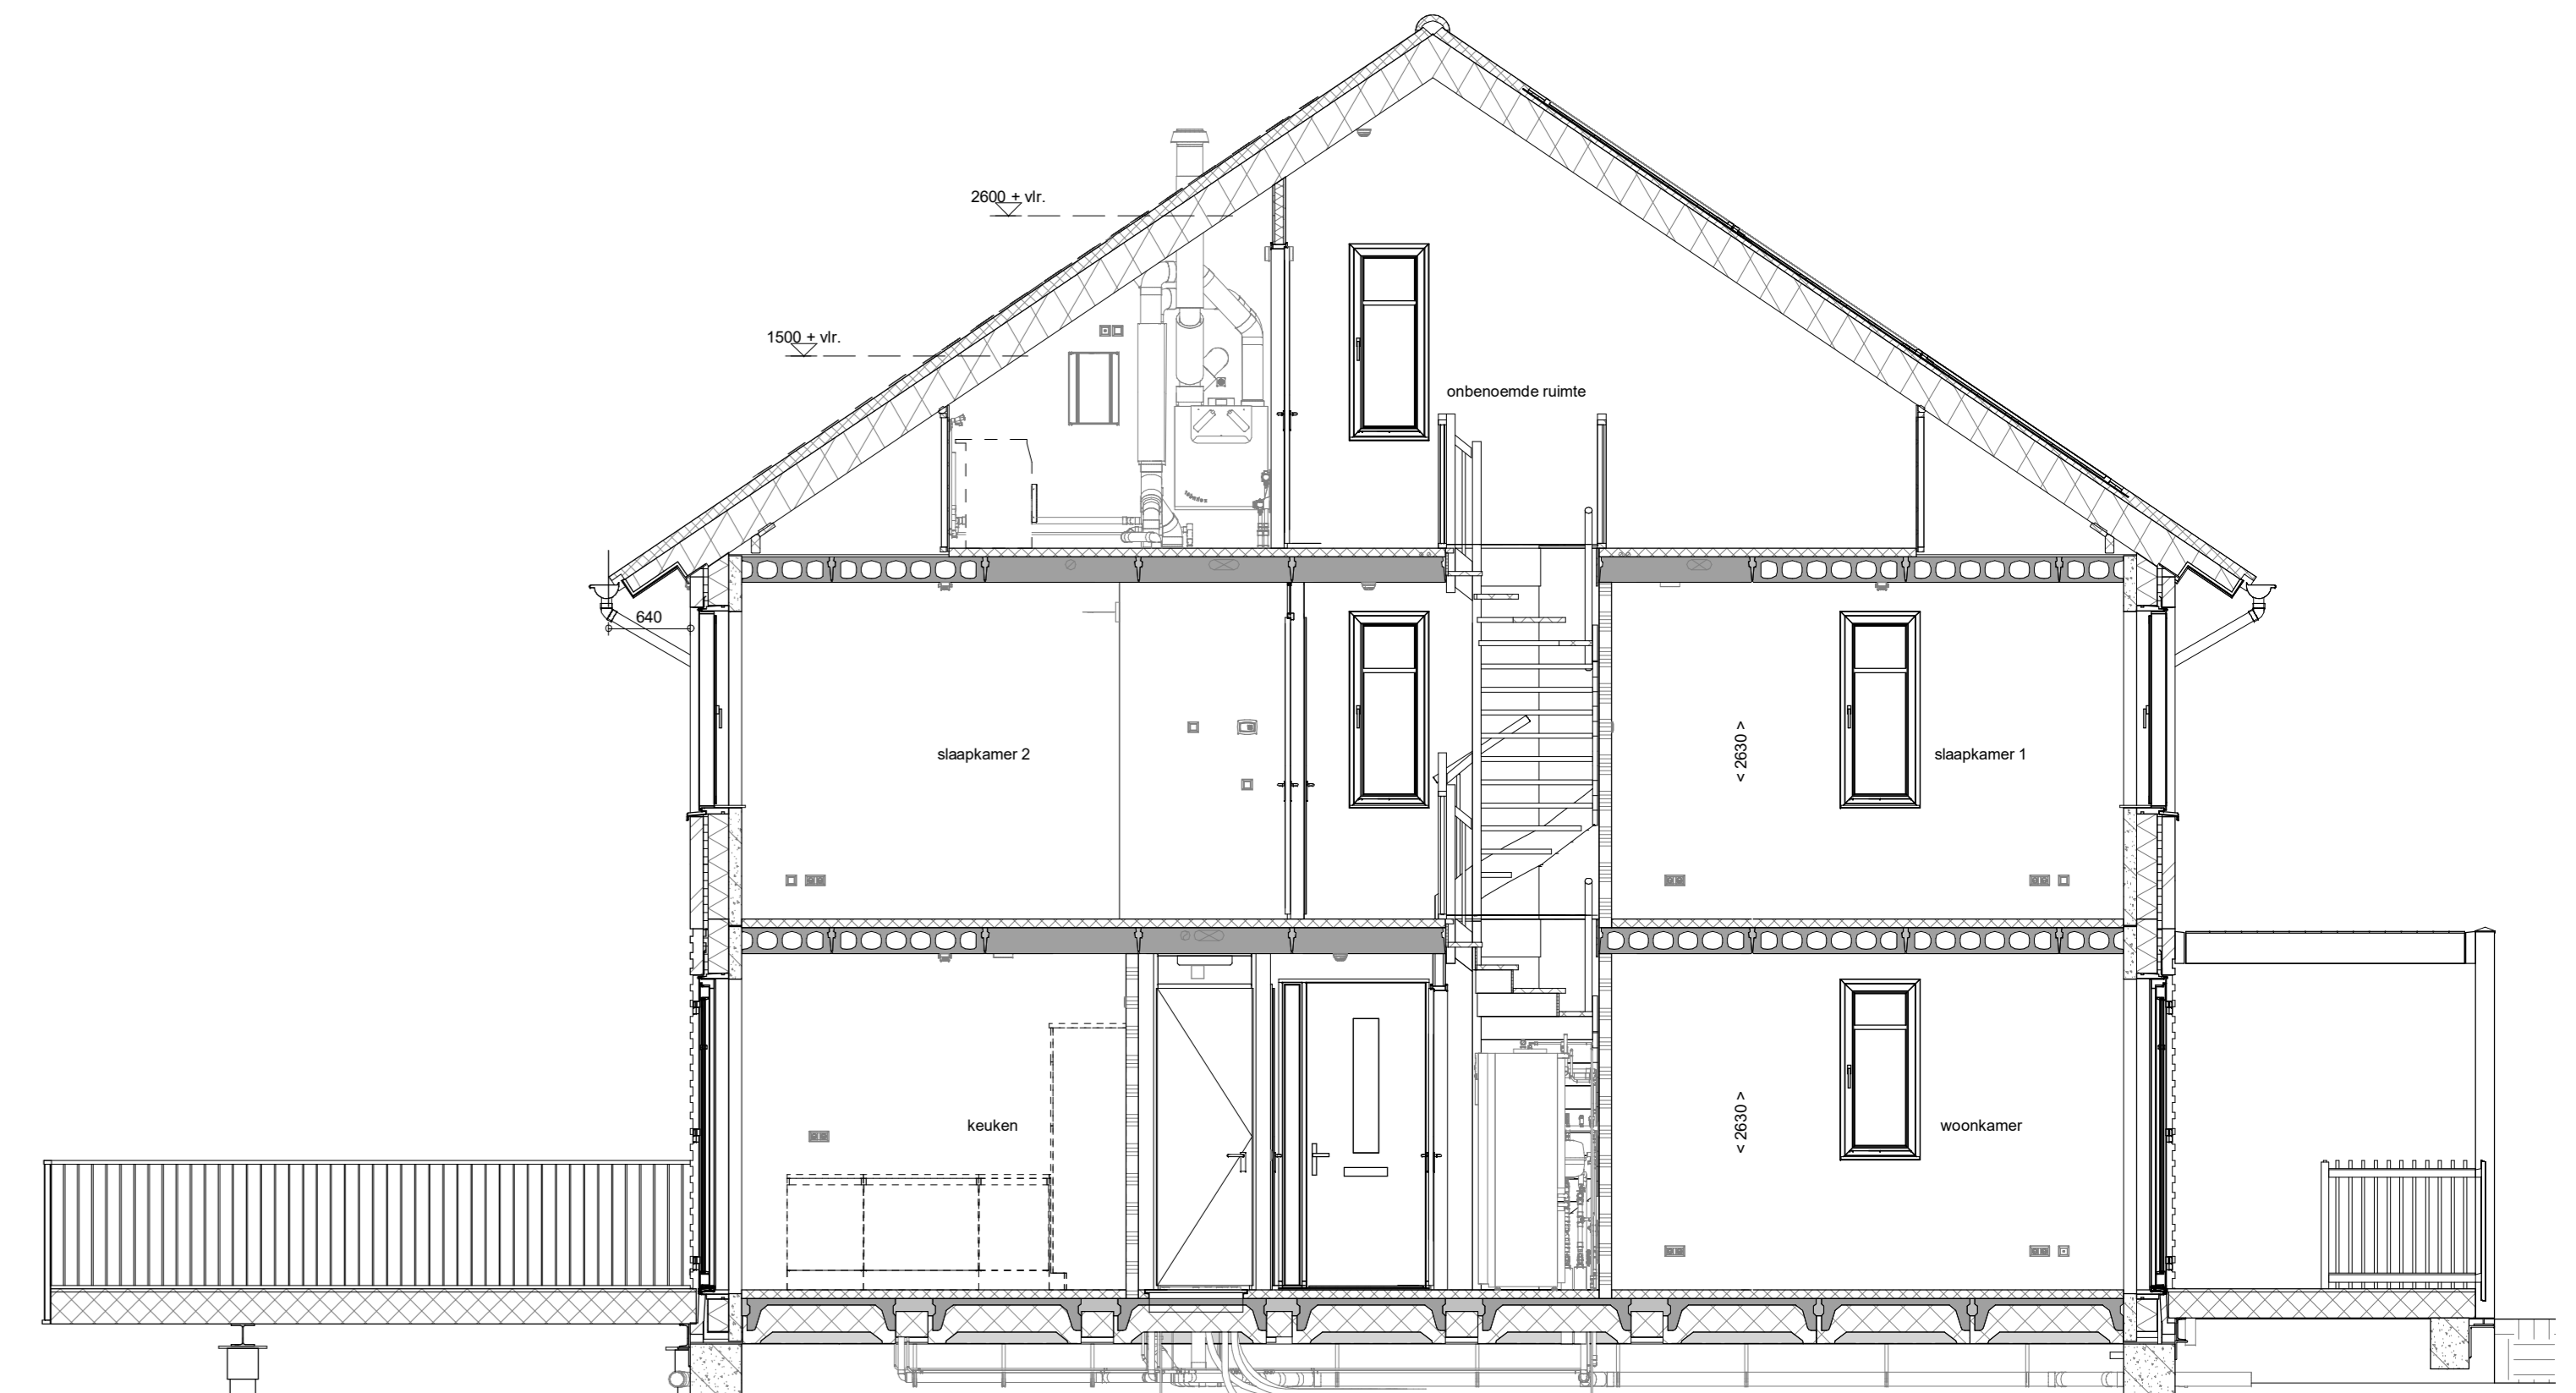 2600 + vlr.
1500 + vlr.
onbenoemde ruimte
640
slaapkamer 2
< 2630 >
slaapkamer 1
keuken
< 2630 >
woonkamer